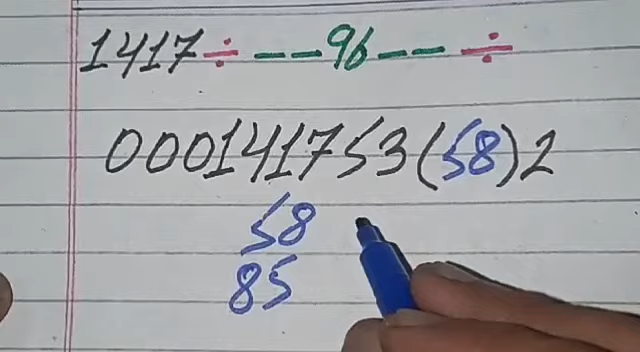 1417÷ -- 96 -- ÷
000141753(58)2
58
85